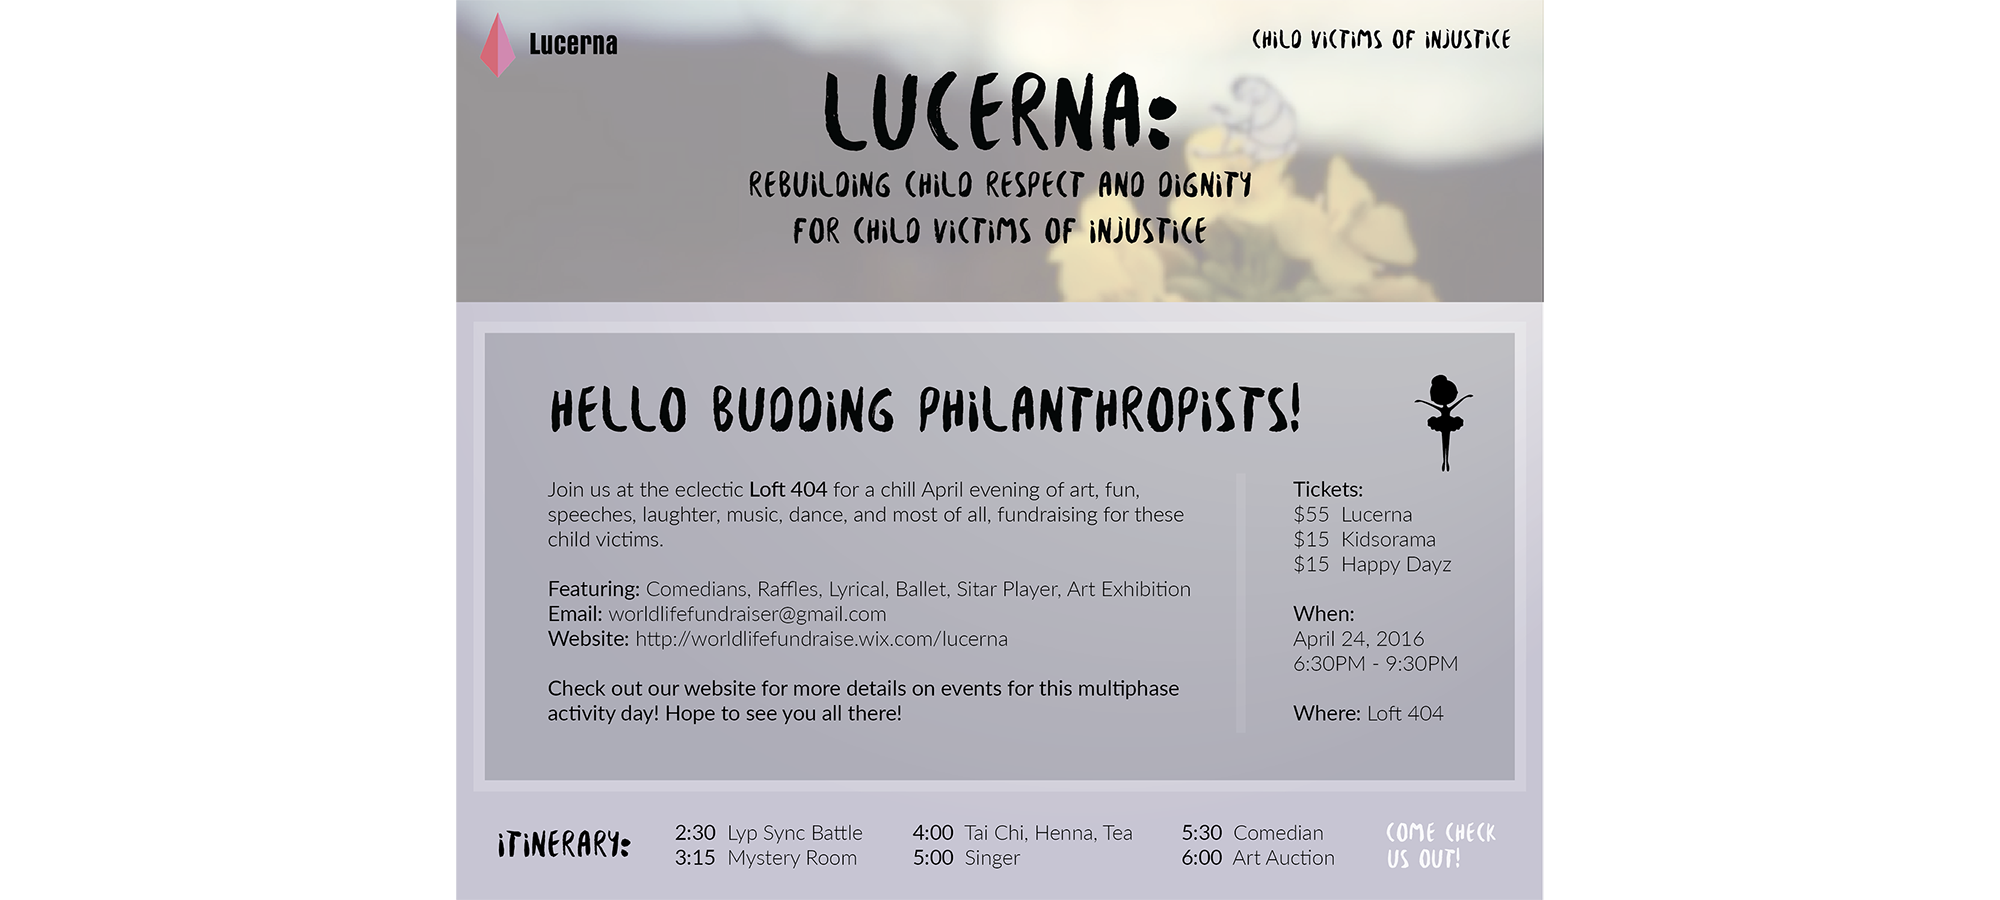 Lucerna
CHiLD ViCTiMS OF iNJUSTiCE
LUCERNA:
REBUiLDiNG CHiLD RESPECT AND DiGNiTY
FOR CHiLD ViCTiMS OF iNJUSTiCE
HELLO BUDDiNG PHiLANTHROPiSTS!
Join us at the eclectic Loft 404 for a chill April evening of art, fun,
speeches, laughter, music, dance, and most of all, fundraising for these
child victims.
Featuring: Comedians, Raffles, Lyrical, Ballet, Sitar Player, Art Exhibition
Email: worldlifefundraiser@gmail.com
Website: http://worldlifefundraise.wix.com/lucerna
Check out our website for more details on events for this multiphase
activity day! Hope to see you all there!
Tickets:
$55 Lucerna
$15 Kidsorama
$15 Happy Dayz
When:
April 24, 2016
6:30PM - 9:30PM
Where: Loft 404
iTiNERARY:
2:30 Lyp Sync Battle
3:15 Mystery Room
4:00 Tai Chi, Henna, Tea
5:00 Singer
5:30 Comedian
6:00 Art Auction
COME CHECK
US OUT!